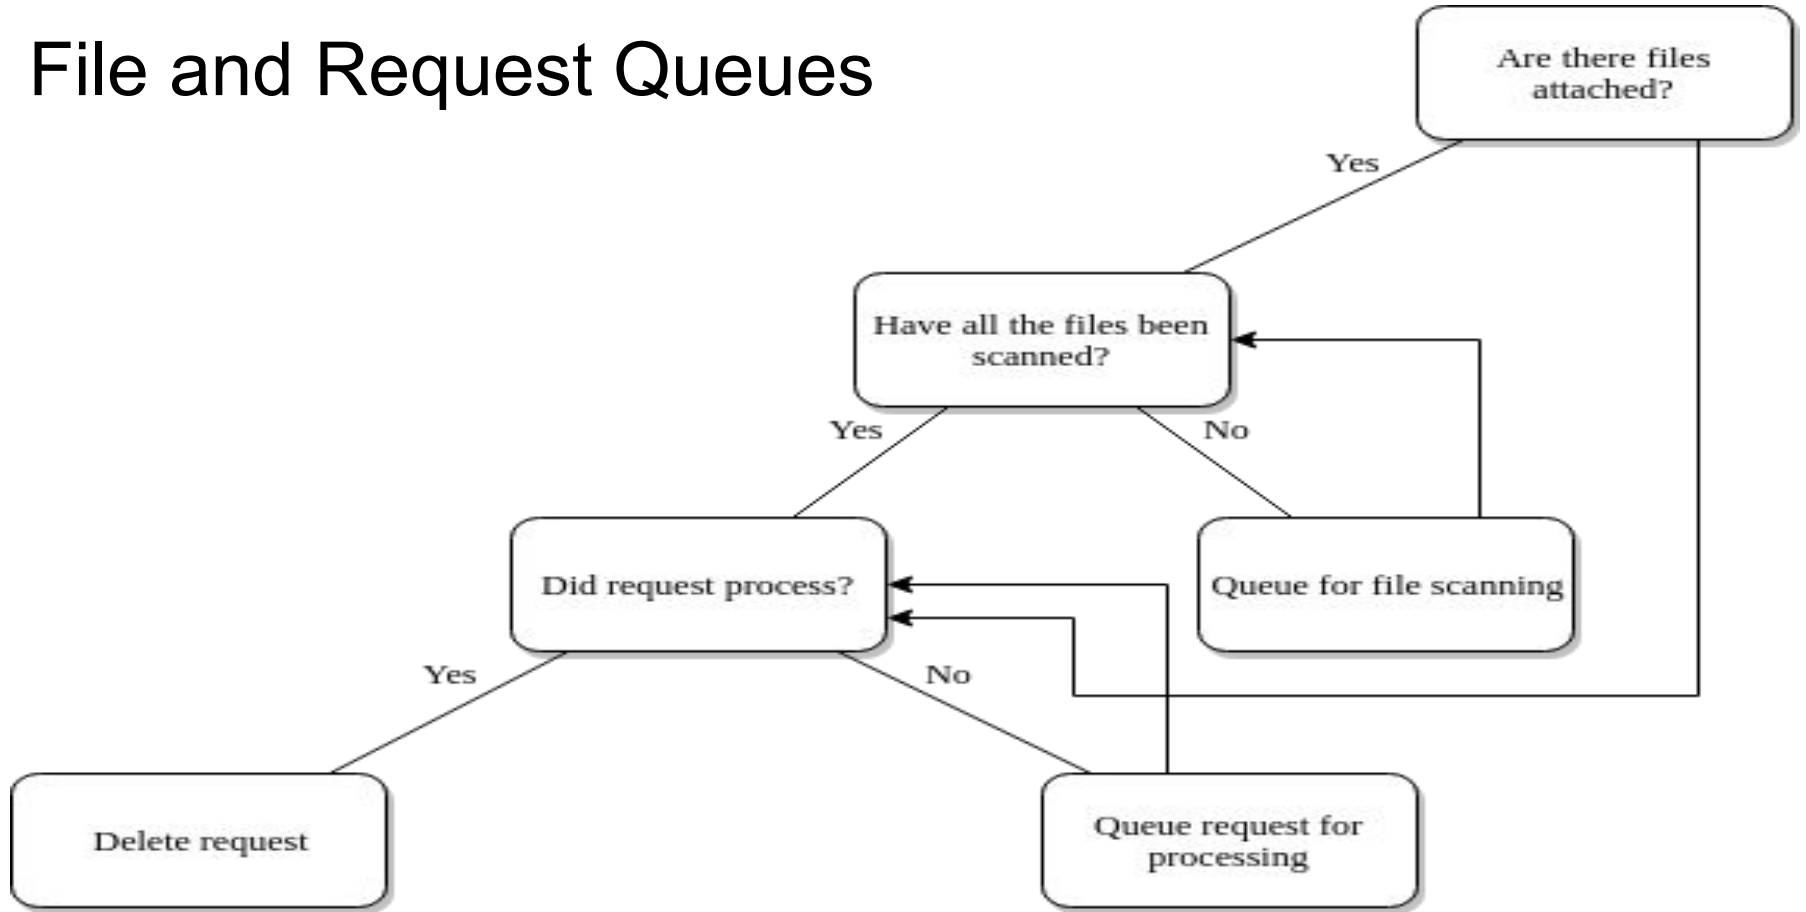 File and Request Queues
Are there files
attached?
Yes
Have all the files been
scanned?
Yes
No
Did request process?
Queue for file scanning
Yes
No
Delete request
Queue request for
processing